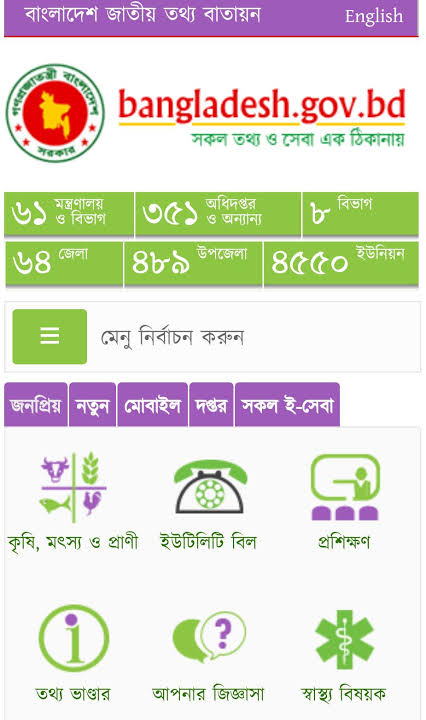 বাংলাদেশ জাতীয় তথ্য বাতায়ন English
গণপ্রজাতন্ত্রী বাংলাদেশ
সরকার
bangladesh.gov.bd
সকল তথ্য ও সেবা এক ঠিকানায়
৬১ মন্ত্রণালয় ও বিভাগ ৩৫১ অধিদপ্তর ও অন্যান্য ৮ বিভাগ
৬৪ জেলা ৪৮৯ উপজেলা ৪৫৫০ ইউনিয়ন
মেনু নির্বাচন করুন
জনপ্রিয় নতুন মোবাইল দপ্তর সকল ই-সেবা
কৃষি, মৎস্য ও প্রাণী ইউটিলিটি বিল প্রশিক্ষণ
তথ্য ভাণ্ডার আপনার জিজ্ঞাসা স্বাস্থ্য বিষয়ক